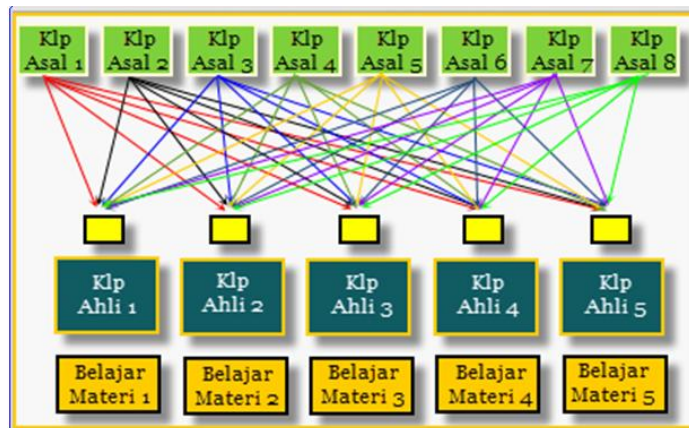 Klp
Asal 1
Klp
Asal 2
Klp
Asal 3
Klp
Asal 4
Klp
Asal 5
Klp
Asal 6
Klp
Asal 7
Klp
Asal 8
Klp
Ahli 1
Klp
Ahli 2
Klp
Ahli 3
Klp
Ahli 4
Klp
Ahli 5
Belajar
Materi 1
Belajar
Materi 2
Belajar
Materi 3
Belajar
Materi 4
Belajar
Materi 5